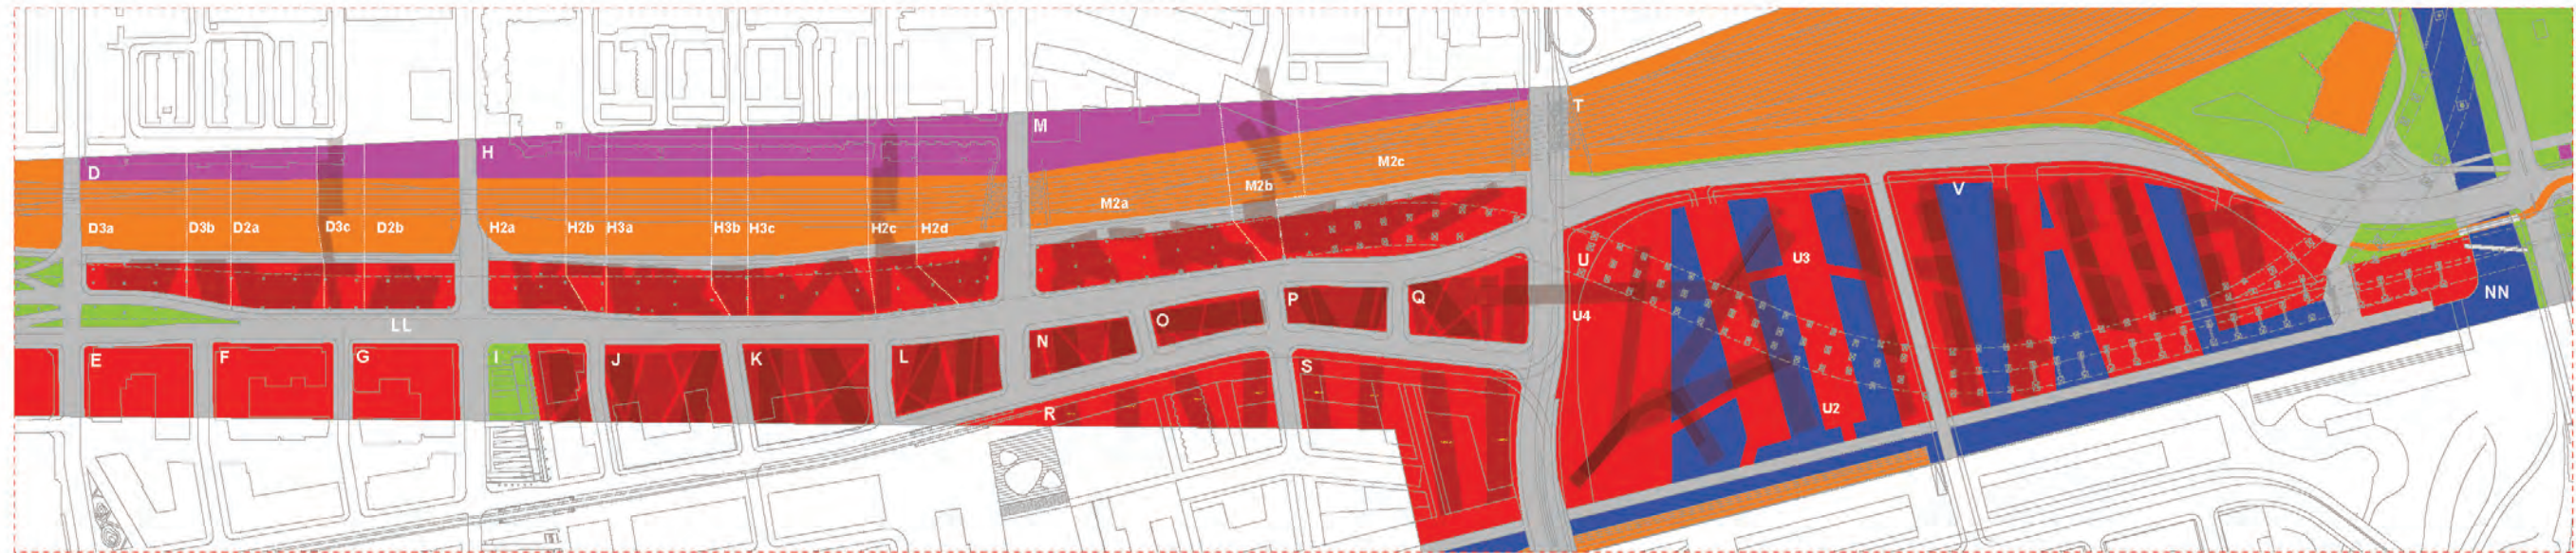 T
M
H
D
M2c
M2b
V
M2a
D3a
D3b
D2a
D3c
D2b
H2a
H2b
H3a
H3b
H3c
H2c
H2d
U
U3
NN
P
Q
U4
O
LL
N
E
F
G
I
J
K
L
S
R
U2